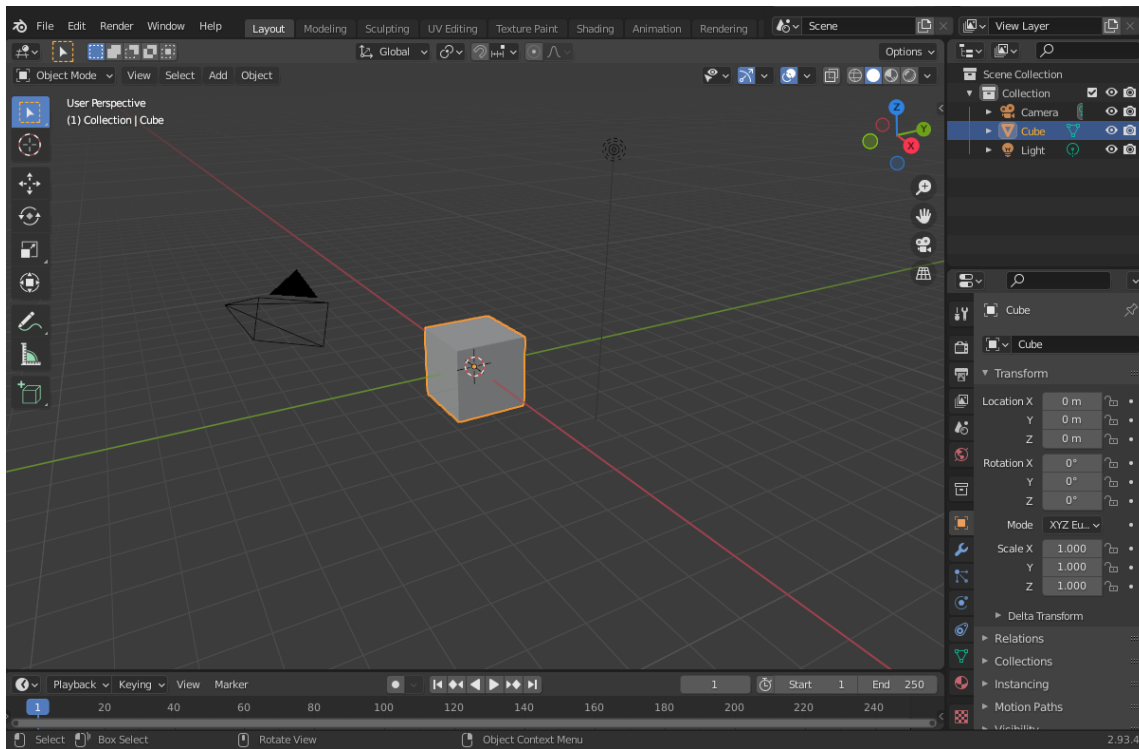 File Edit Render Window Help Layout Modeling Sculpting UV Editing Texture Paint Shading Animation Rendering Scene View Layer
Global Options
Object Mode View Select Add Object
User Perspective
(1) Collection | Cube
Z
Y
X
Scene Collection
Collection
Camera
Cube
Light
Cube
Cube
Transform
Location X 0 m
Y 0 m
Z 0 m
Rotation X 0°
Y 0°
Z 0°
Mode XYZ Eu...
Scale X 1.000
Y 1.000
Z 1.000
Delta Transform
Relations
Collections
Instancing
Motion Paths
Visibility
Playback Keying View Marker 1 Start 1 End 250
1 20 40 60 80 100 120 140 160 180 200 220 240
Select Box Select Rotate View Object Context Menu 2.93.4